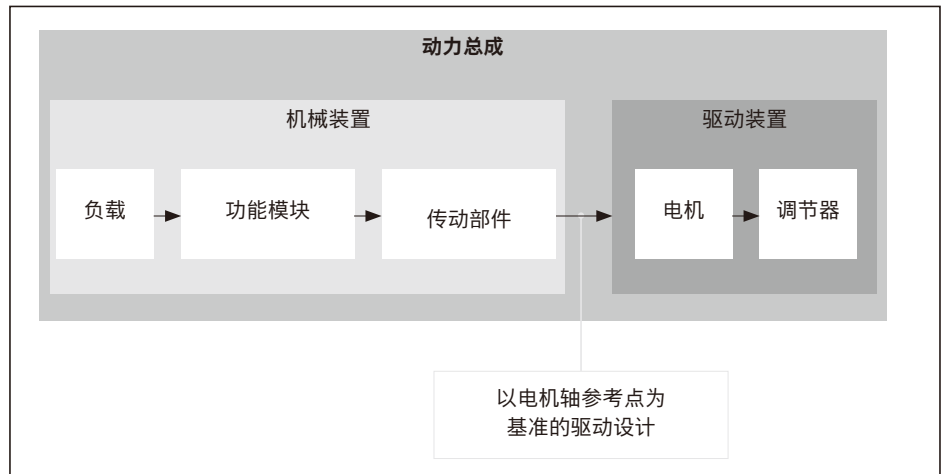 动力总成
机械装置
驱动装置
负载
功能模块
传动部件
电机
调节器
以电机轴参考点为
基准的驱动设计